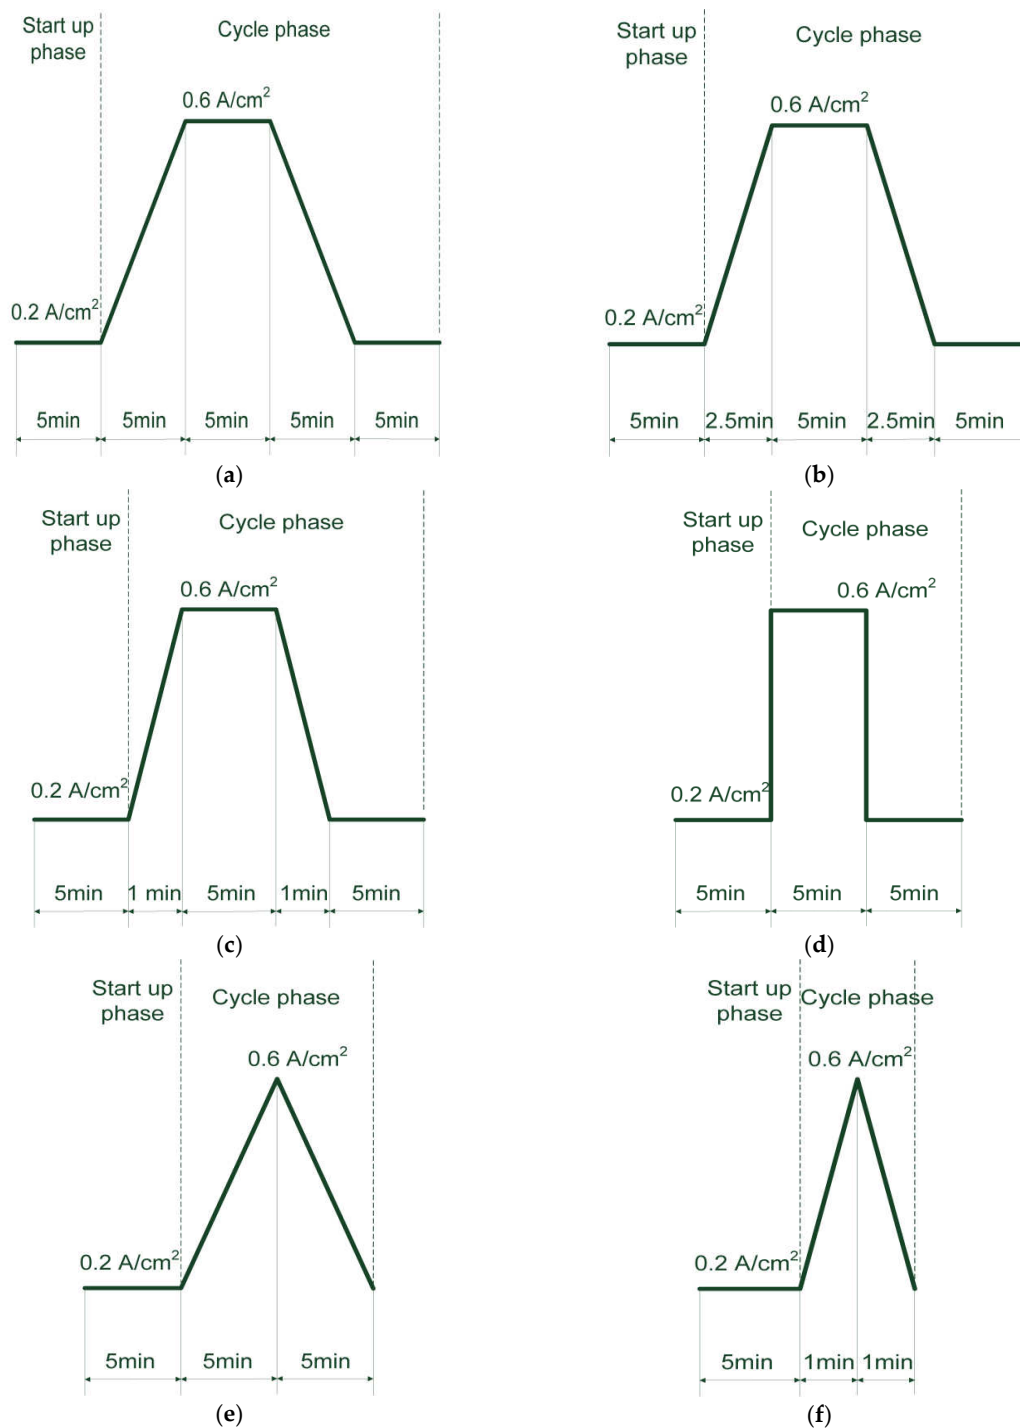 Start up
phase
Cycle phase
0.6 A/cm²
0.2 A/cm²
5min 5min 5min 5min 5min
(a)
Start up
phase
Cycle phase
0.6 A/cm²
0.2 A/cm²
5min 2.5min 5min 2.5min 5min
(b)
Start up
phase
Cycle phase
0.6 A/cm²
0.2 A/cm²
5min 1 min 5min 1min 5min
(c)
Start up
phase
Cycle phase
0.6 A/cm²
0.2 A/cm²
5min 5min 5min
(d)
Start up
phase
Cycle phase
0.6 A/cm²
0.2 A/cm²
5min 5min 5min
(e)
Start up
phase
Cycle phase
0.6 A/cm²
0.2 A/cm²
5min 1min 1min
(f)